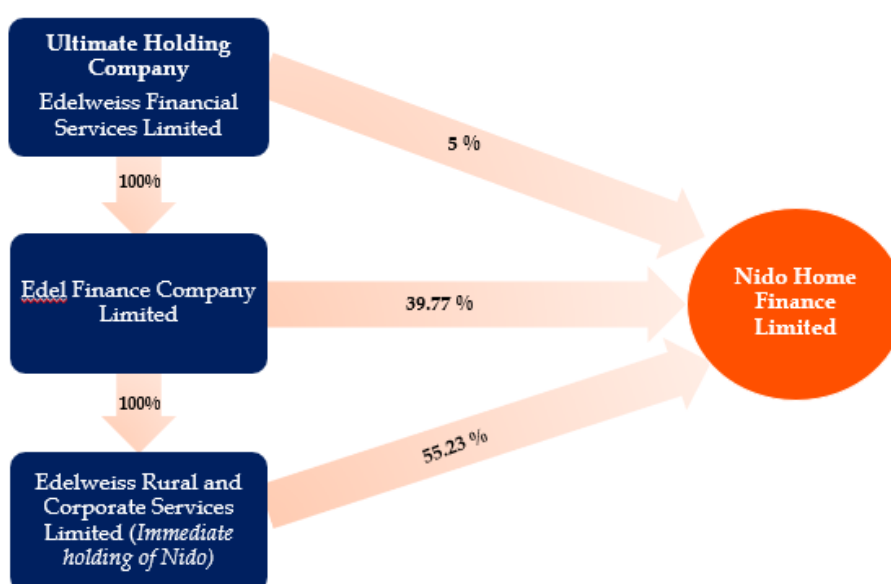 Ultimate Holding
Company
Edelweiss Financial
Services Limited
5 %
100%
Edel Finance Company
Limited
39.77 %
Nido Home
Finance
Limited
100%
55.23 %
Edelweiss Rural and
Corporate Services
Limited (Immediate
holding of Nido)